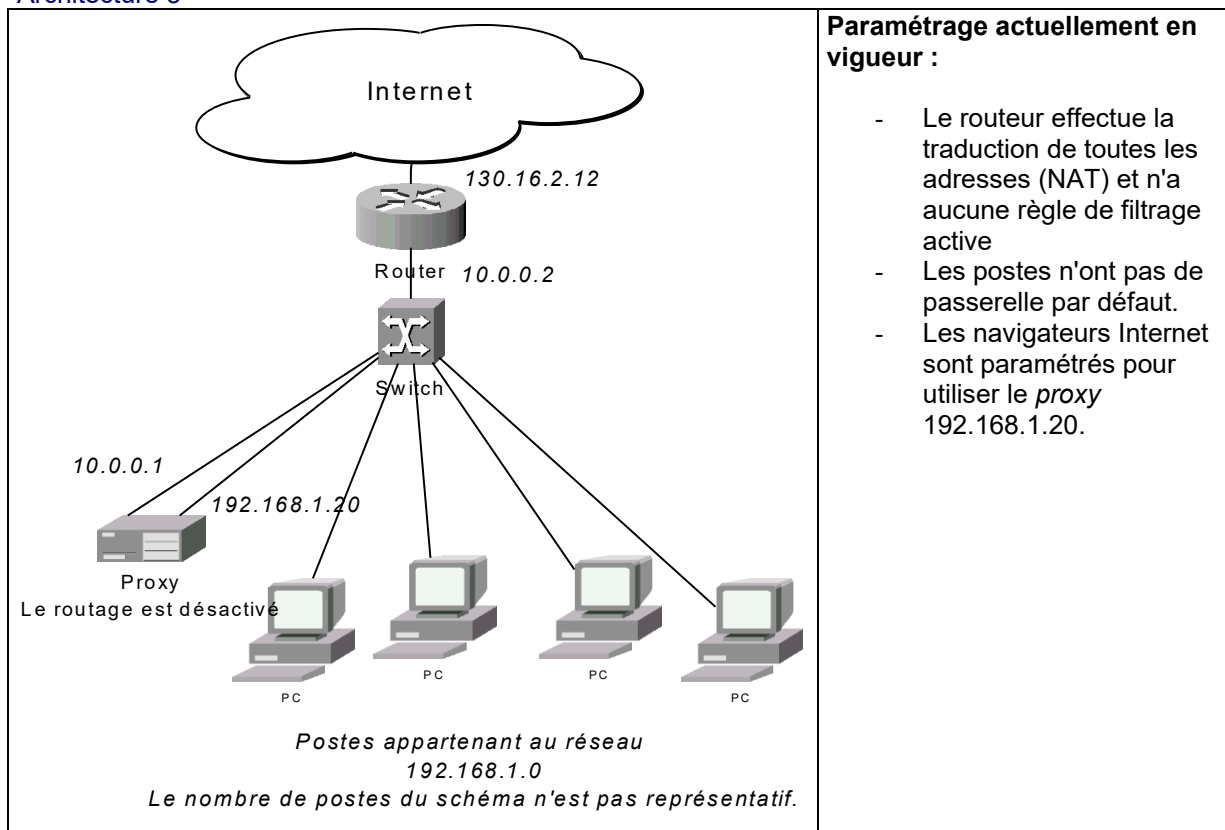 Internet
130.16.2.12
Router
10.0.0.2
Switch
10.0.0.1
192.168.1.20
Proxy
Le routage est désactivé
PC
PC
PC
PC
Postes appartenant au réseau
192.168.1.0
Le nombre de postes du schéma n'est pas représentatif.
Paramétrage actuellement en
vigueur :
- Le routeur effectue la
traduction de toutes les
adresses (NAT) et n'a
aucune règle de filtrage
active
- Les postes n'ont pas de
passerelle par défaut.
- Les navigateurs Internet
sont paramétrés pour
utiliser le proxy
192.168.1.20.